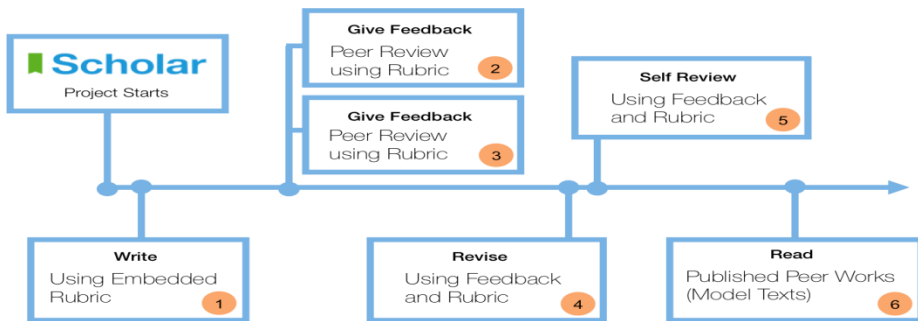 Scholar
Project Starts
Give Feedback
Peer Review
using Rubric
2
Give Feedback
Peer Review
using Rubric
3
Self Review
Using Feedback
and Rubric
5
Write
Using Embedded
Rubric
1
Revise
Using Feedback
and Rubric
4
Read
Published Peer Works
(Model Texts)
6